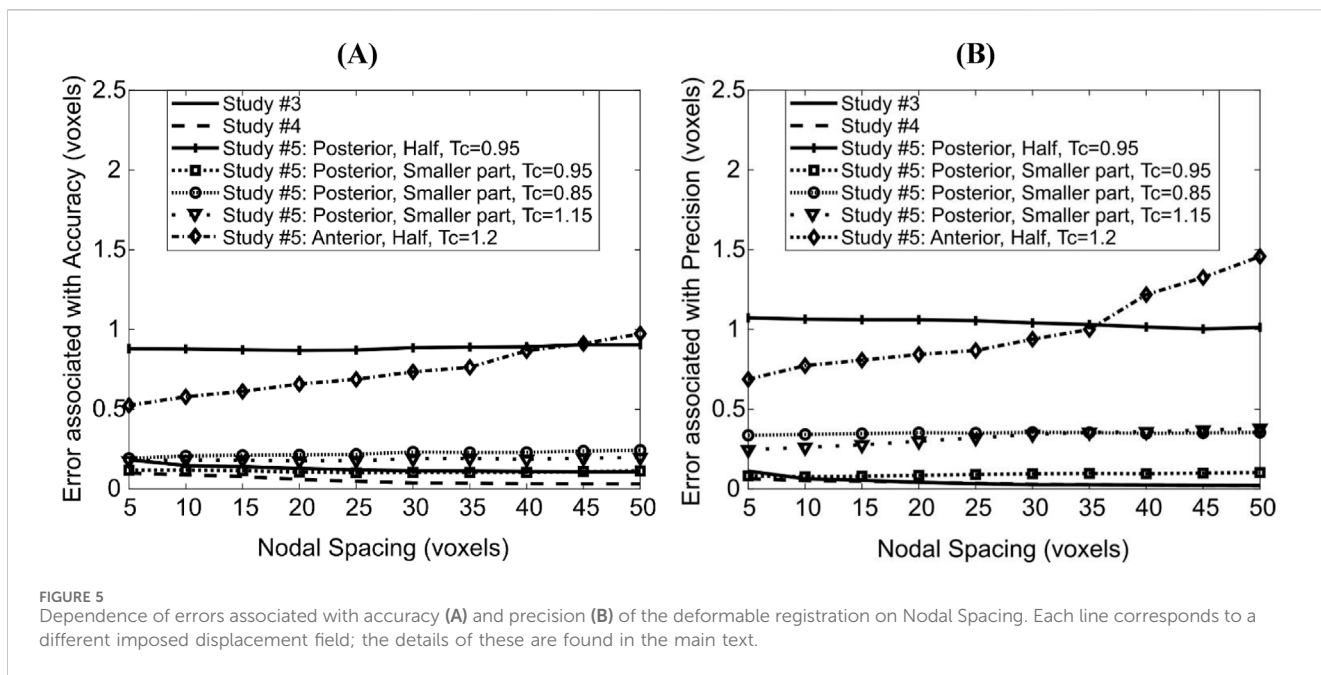 (A)
Error associated with Accuracy (voxels)
2.5
2
1.5
1
0.5
0
Study #3
Study #4
Study #5: Posterior, Half, Tc=0.95
Study #5: Posterior, Smaller part, Tc=0.95
Study #5: Posterior, Smaller part, Tc=0.85
Study #5: Posterior, Smaller part, Tc=1.15
Study #5: Anterior, Half, Tc=1.2
5 10 15 20 25 30 35 40 45 50
Nodal Spacing (voxels)
(B)
Error associated with Precision (voxels)
2.5
2
1.5
1
0.5
0
Study #3
Study #4
Study #5: Posterior, Half, Tc=0.95
Study #5: Posterior, Smaller part, Tc=0.95
Study #5: Posterior, Smaller part, Tc=0.85
Study #5: Posterior, Smaller part, Tc=1.15
Study #5: Anterior, Half, Tc=1.2
5 10 15 20 25 30 35 40 45 50
Nodal Spacing (voxels)
FIGURE 5
Dependence of errors associated with accuracy (A) and precision (B) of the deformable registration on Nodal Spacing. Each line corresponds to a
different imposed displacement field; the details of these are found in the main text.